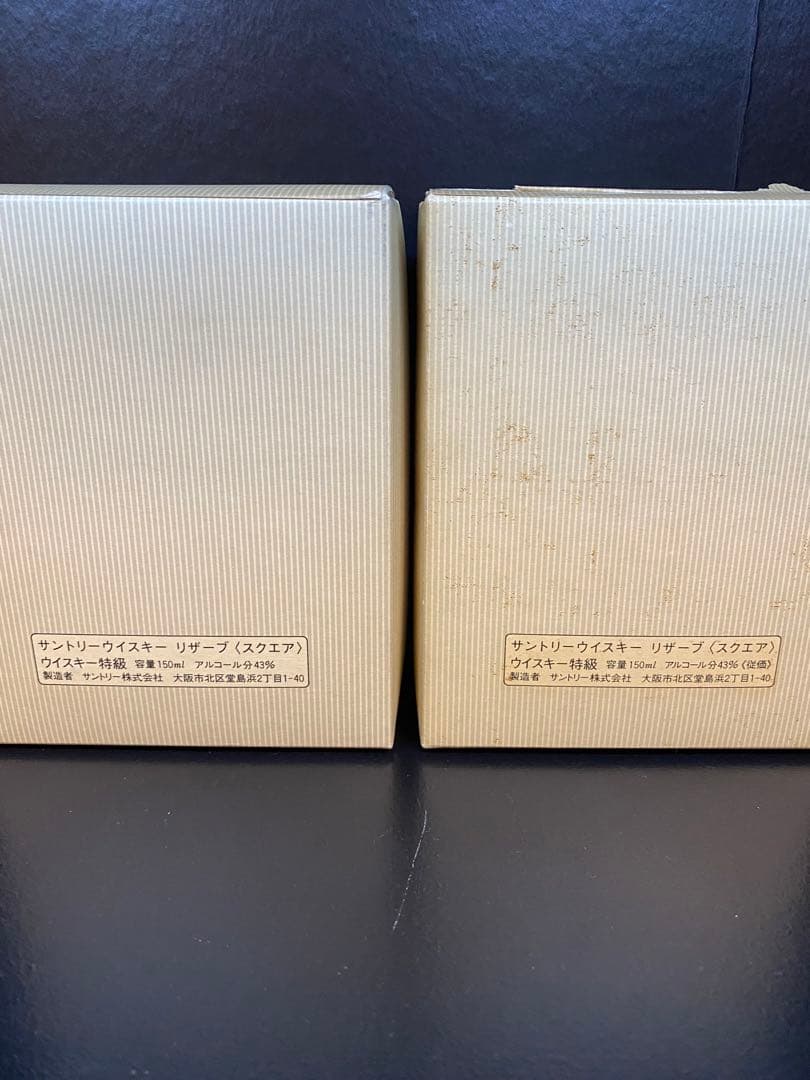 サントリーウイスキー リザーブ〈スクエア〉
ウイスキー特級 容量150ml アルコール分43%
製造者 サントリー株式会社 大阪市北区堂島浜2丁目1-40
サントリーウイスキー リザーブ〈スクエア〉
ウイスキー特級 容量150ml アルコール分43%〈従価〉
製造者 サントリー株式会社 大阪市北区堂島浜2丁目1-40